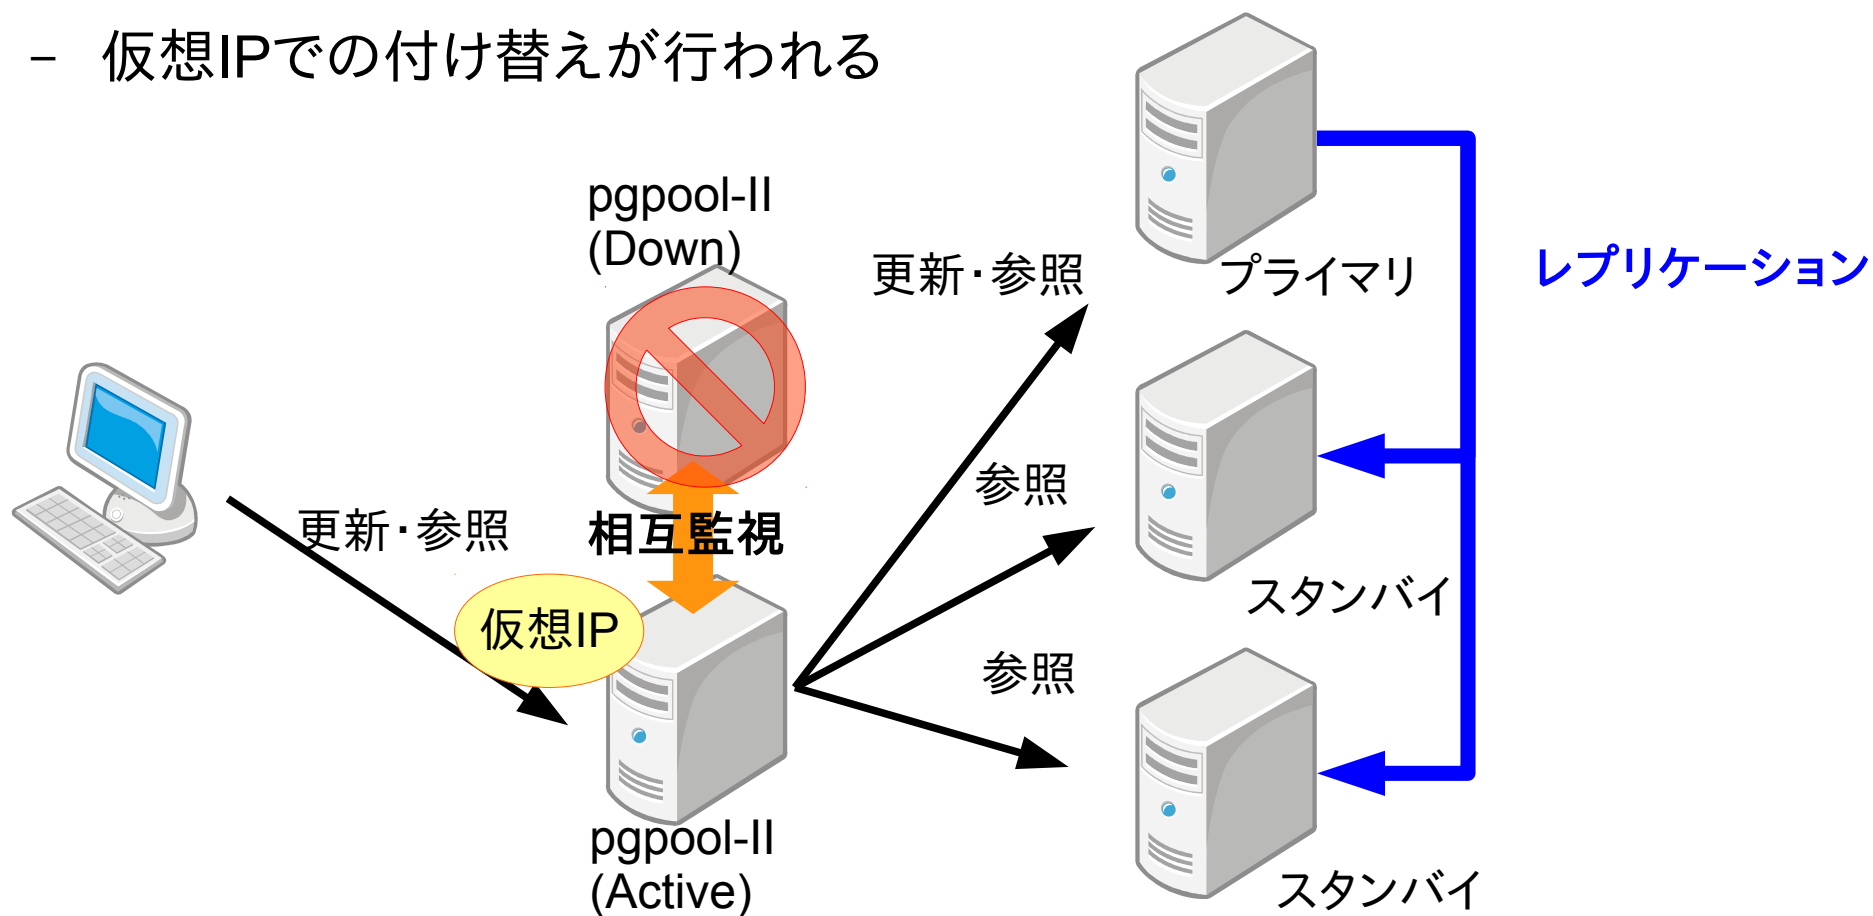 – 仮想IPでの付け替えが行われる
pgpool-II
(Down)
更新・参照
プライマリ
レプリケーション
参照
更新・参照
相互監視
スタンバイ
仮想IP
参照
pgpool-II
(Active)
スタンバイ